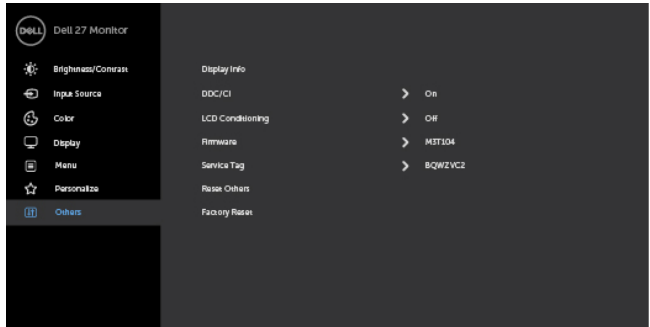 DELL Dell 27 Monitor
Brightness/Contrast
Input Source
Color
Display
Menu
Personalize
Others
Display Info
DDC/CI On
LCD Conditioning Off
Firmware M3T104
Service Tag BQWZVC2
Reset Others
Factory Reset